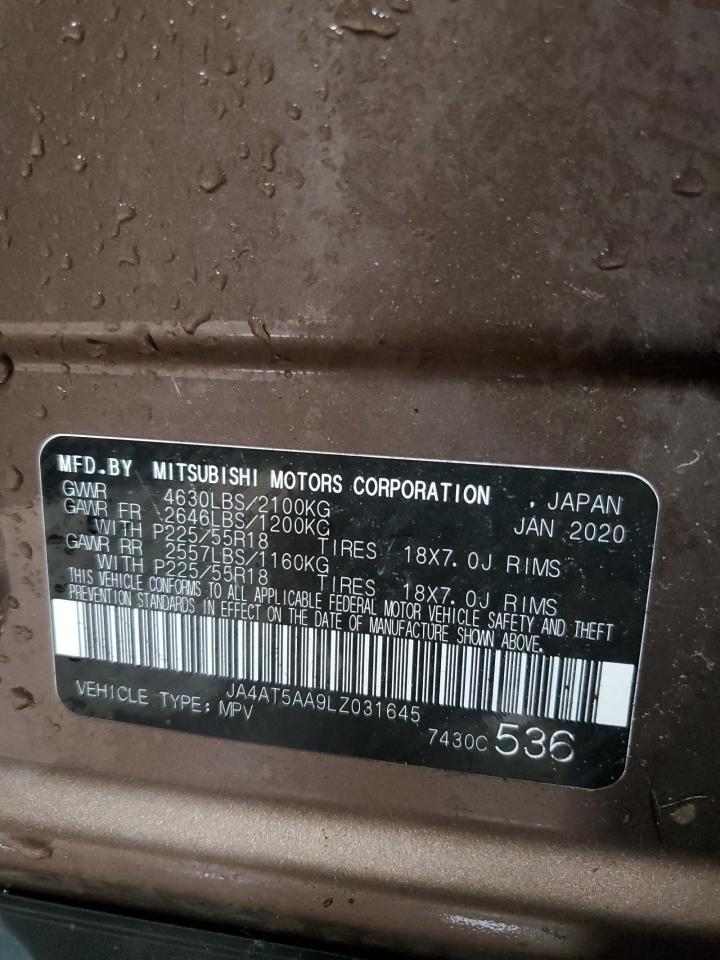 MFD.BY MITSUBISHI MOTORS CORPORATION , JAPAN
GVWR 4630LBS/2100KG JAN 2020
GAWR FR 2646LBS/1200KG
WITH P225/55R18 TIRES 18X7.0J RIMS
GAWR RR 2557LBS/1160KG
WITH P225/55R18 TIRES 18X7.0J RIMS
THIS VEHICLE CONFORMS TO ALL APPLICABLE FEDERAL MOTOR VEHICLE SAFETY AND THEFT
PREVENTION STANDARDS IN EFFECT ON THE DATE OF MANUFACTURE SHOWN ABOVE.
JA4AT5AA9LZ031645
VEHICLE TYPE: MPV 7430C 536